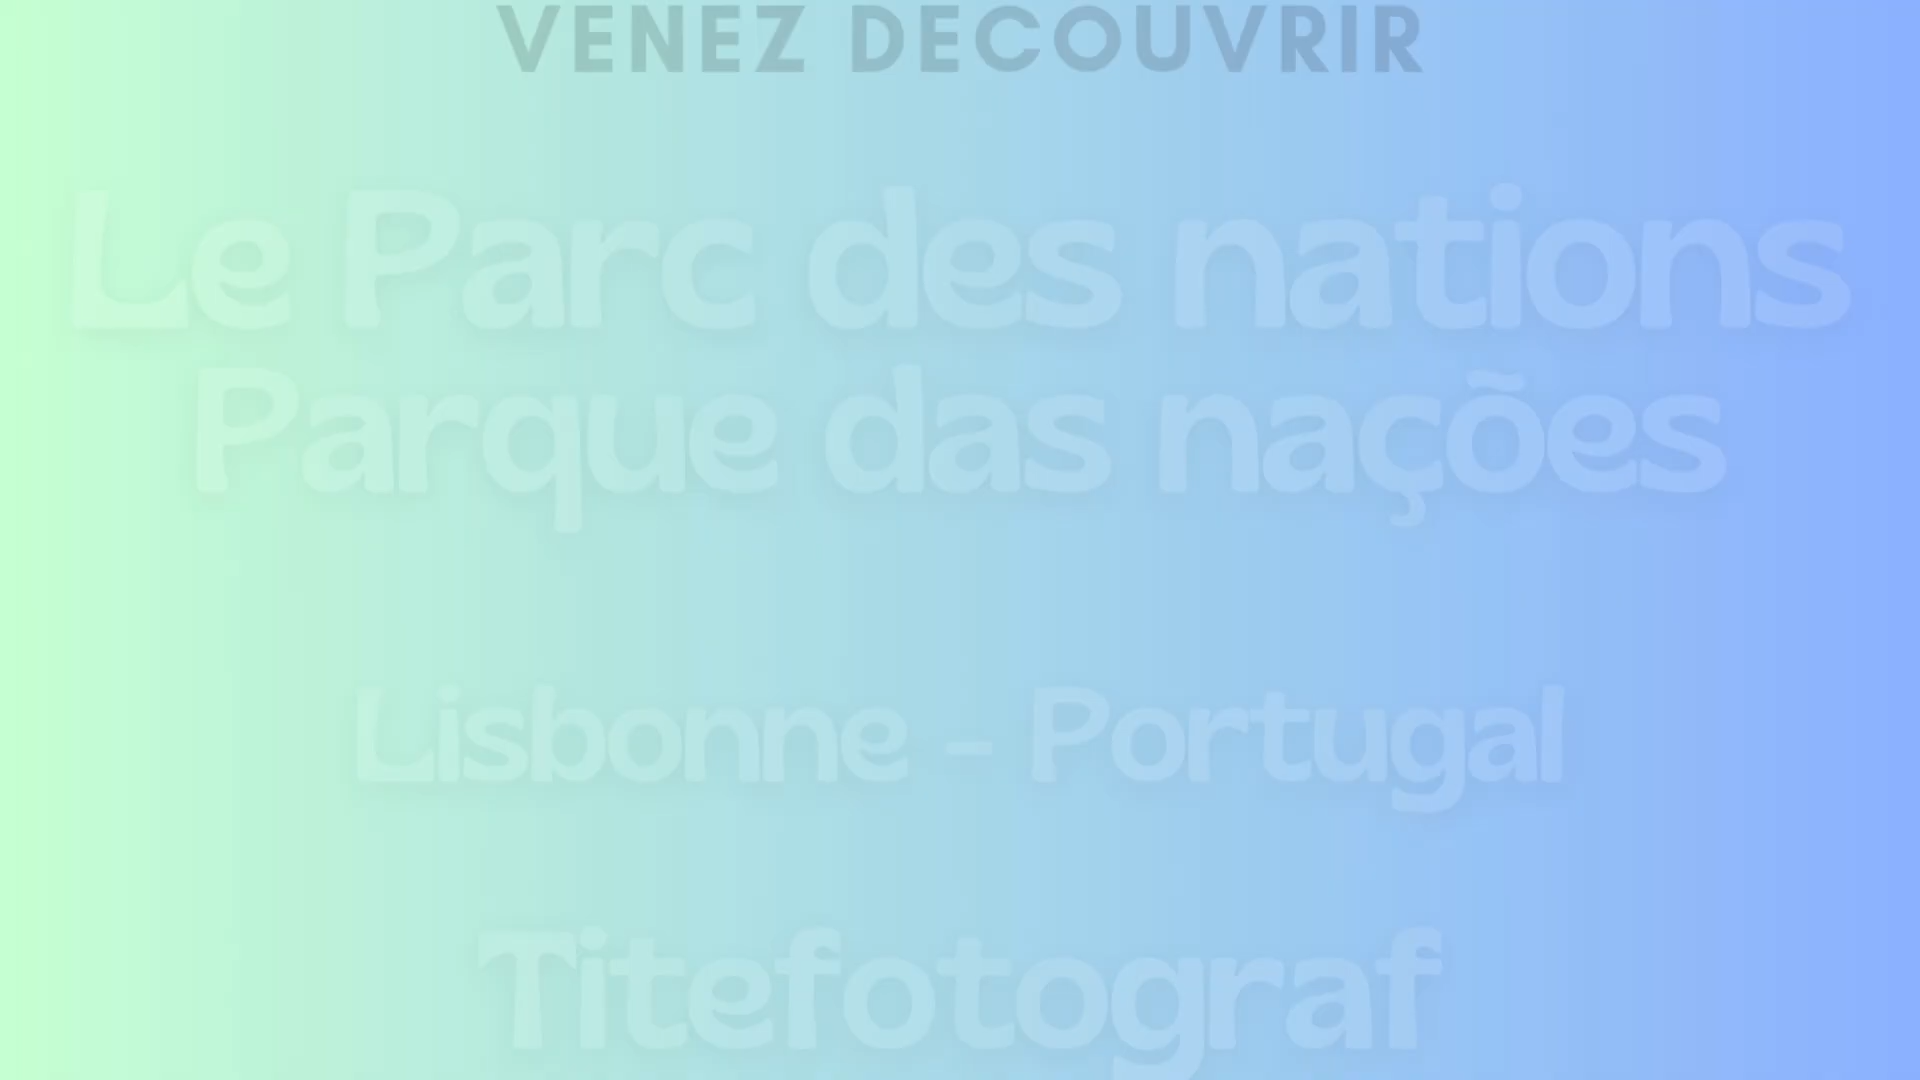 VENEZ DECOUVRIR
Le Parc des nations
Parque das nações
Lisbonne - Portugal
Titefotograf